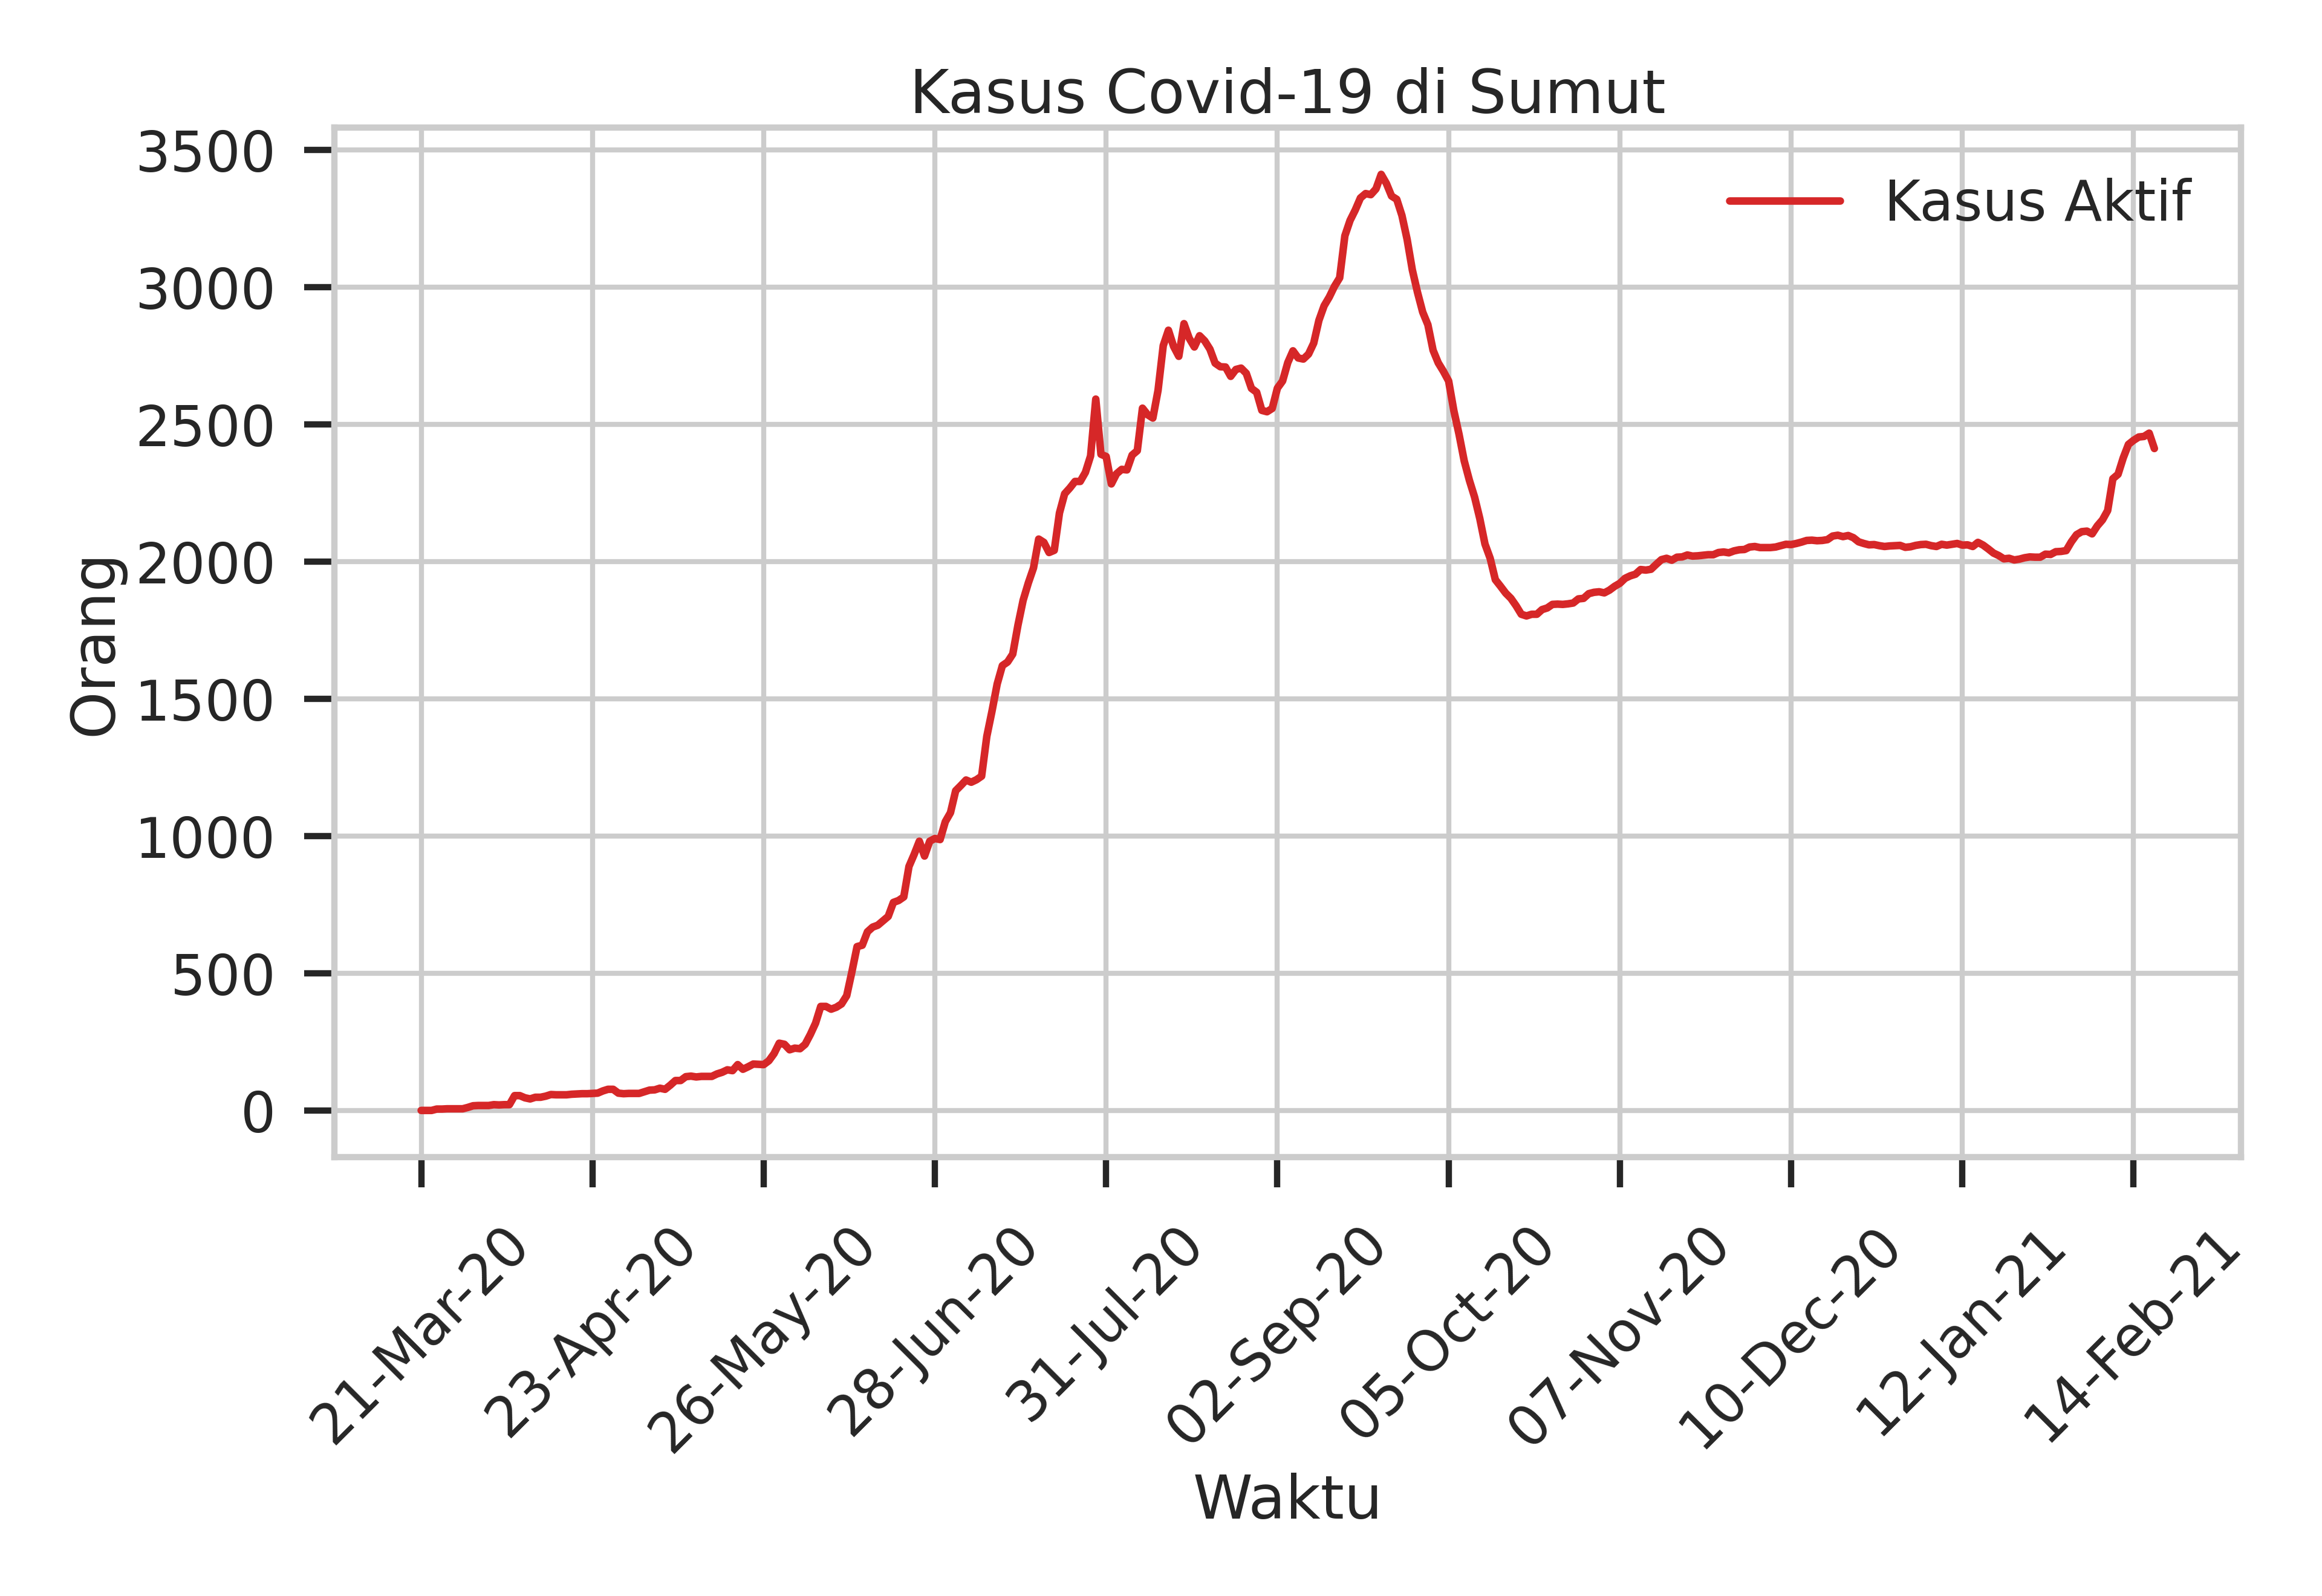 Kasus Covid-19 di Sumut
Kasus Aktif
3500
3000
2500
2000
1500
1000
500
0
Orang
21-Mar-20
23-Apr-20
26-May-20
28-Jun-20
31-Jul-20
02-Sep-20
05-Oct-20
07-Nov-20
10-Dec-20
12-Jan-21
14-Feb-21
Waktu